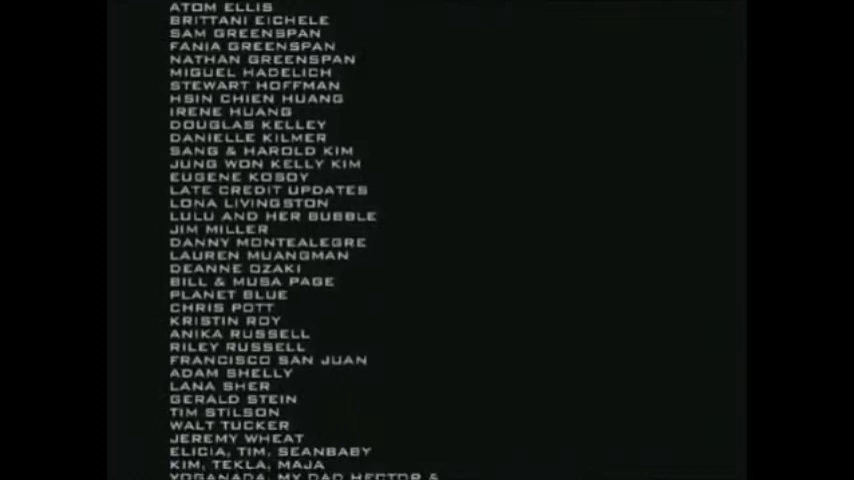 ATOM ELLIS
BRITTANI EICHELE
SAM GREENSPAN
FANIA GREENSPAN
NATHAN GREENSPAN
MIGUEL HADELICH
STEWART HOFFMAN
HSIN CHIEN HUANG
IRENE HUANG
DOUGLAS KELLEY
DANIELLE KILMER
SANG & HAROLD KIM
JUNG WON KELLY KIM
EUGENE KOSOY
LATE CREDIT UPDATES
LONA LIVINGSTON
LULU AND HER BUBBLE
JIM MILLER
DANNY MONTEALEGRE
LAUREN MUANGMAN
DEANNE OZAKI
BILL & MUSA PAGE
PLANET BLUE
CHRIS POTT
KRISTIN ROY
ANIKA RUSSELL
RILEY RUSSELL
FRANCISCO SAN JUAN
ADAM SHELLY
LANA SHER
GERALD STEIN
TIM STILSON
WALT TUCKER
JEREMY WHEAT
ELICIA, TIM, SEANBABY
KIM, TEKLA, MAJA
YOGANADA, MY DAD HECTOR &